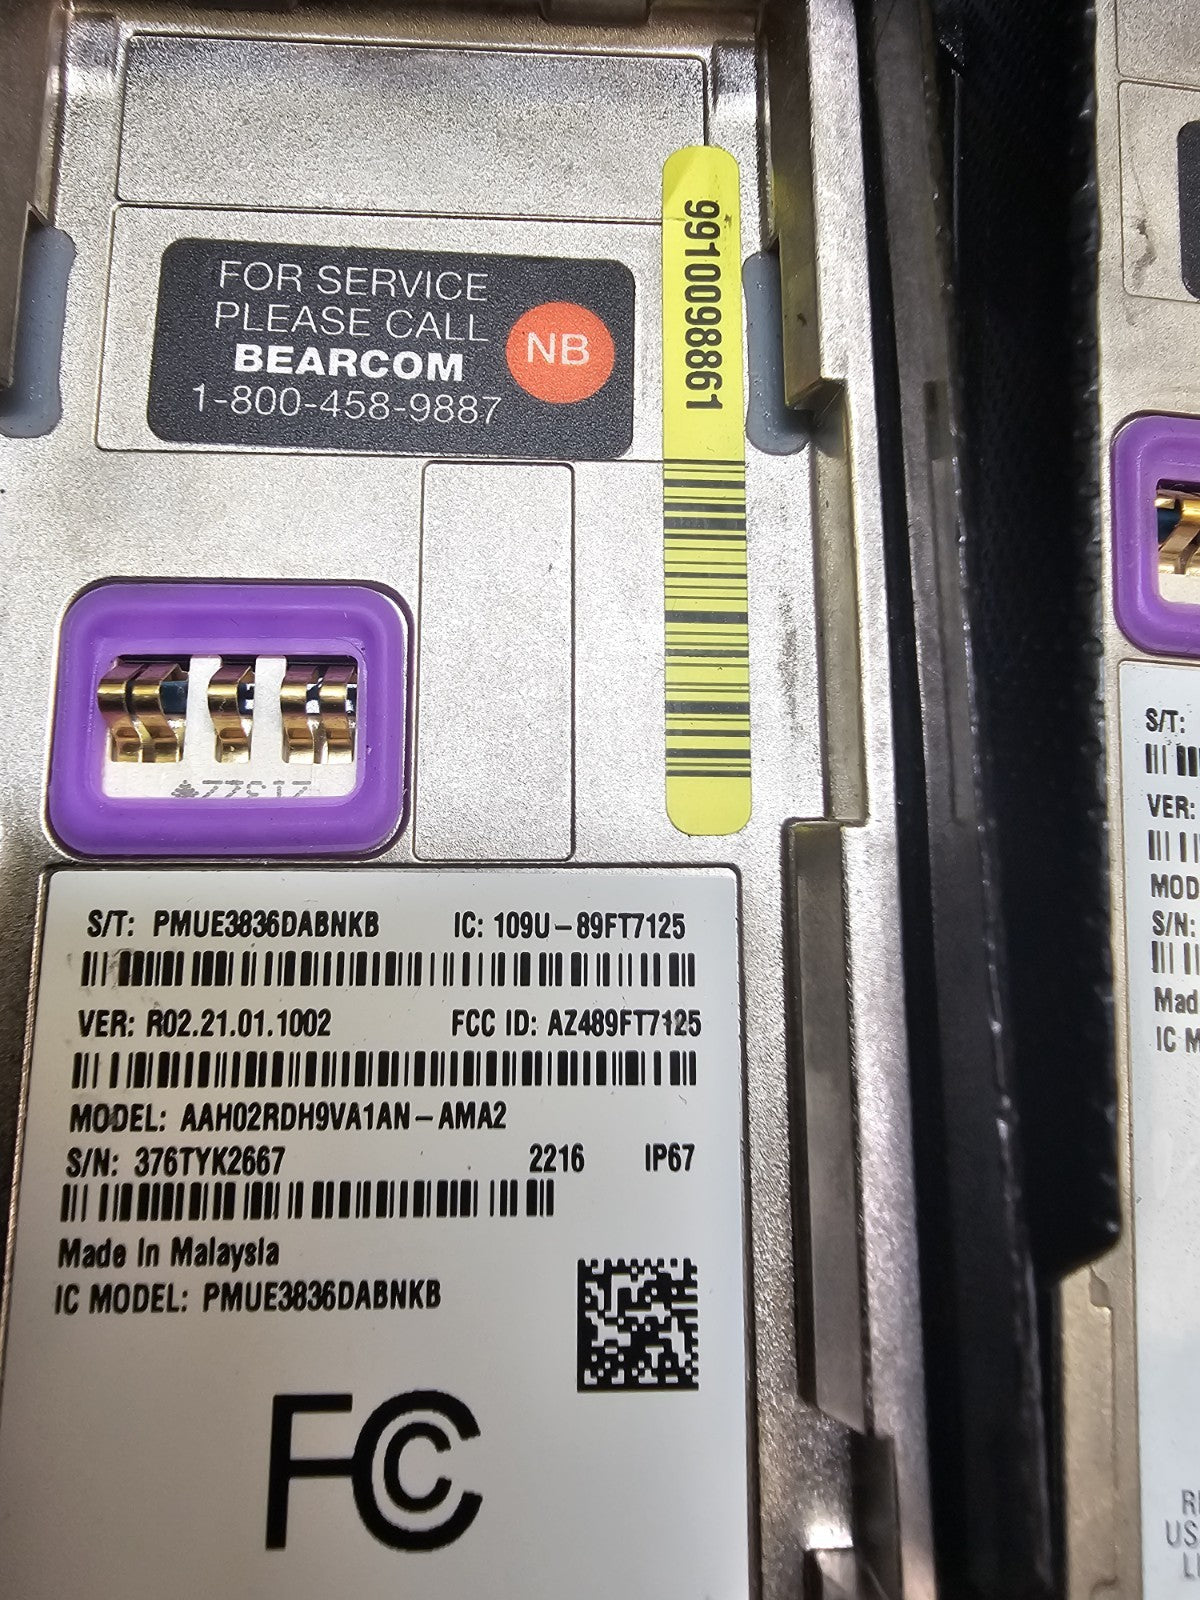 FOR SERVICE
PLEASE CALL
BEARCOM
1-800-458-9887
NB
9910098861
S/T: PMUE3836DABNKB IC: 109U-89FT7125
VER: R02.21.01.1002 FCC ID: AZ489FT7125
MODEL: AAH02RDH9VA1AN-AMA2
S/N: 376TYK2667 2216 IP67
Made In Malaysia
IC MODEL: PMUE3836DABNKB
FC
S/T:
VER:
S/N: